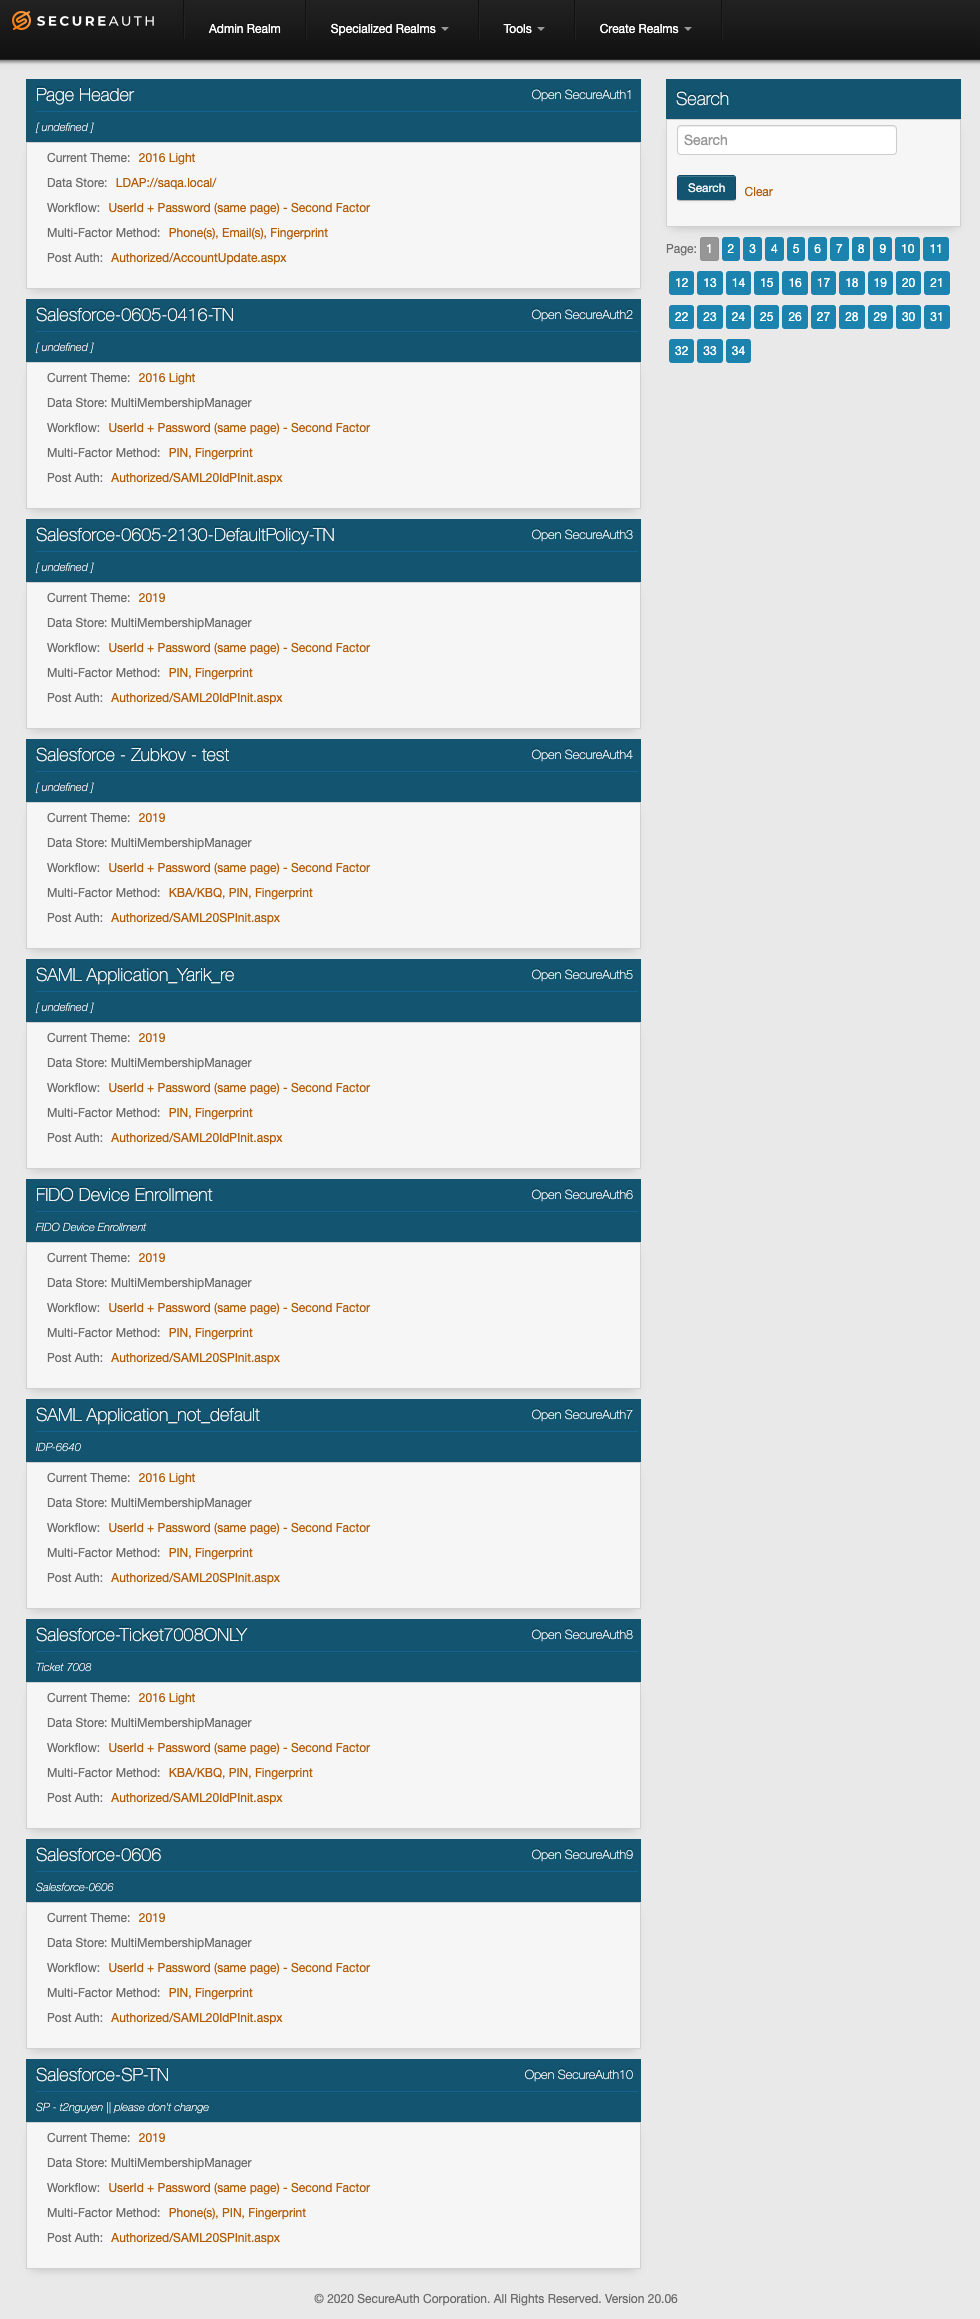 SECUREAUTH
Admin Realm
Specialized Realms
Tools
Create Realms
Page Header
Open SecureAuth1
[ undefined ]
Current Theme: 2016 Light
Data Store: LDAP://saqa.local/
Workflow: UserId + Password (same page) - Second Factor
Multi-Factor Method: Phone(s), Email(s), Fingerprint
Post Auth: Authorized/AccountUpdate.aspx
Salesforce-0605-0416-TN
Open SecureAuth2
[ undefined ]
Current Theme: 2016 Light
Data Store: MultiMembershipManager
Workflow: UserId + Password (same page) - Second Factor
Multi-Factor Method: PIN, Fingerprint
Post Auth: Authorized/SAML20IdPInit.aspx
Salesforce-0605-2130-DefaultPolicy-TN
Open SecureAuth3
[ undefined ]
Current Theme: 2019
Data Store: MultiMembershipManager
Workflow: UserId + Password (same page) - Second Factor
Multi-Factor Method: PIN, Fingerprint
Post Auth: Authorized/SAML20IdPInit.aspx
Salesforce - Zubkov - test
Open SecureAuth4
[ undefined ]
Current Theme: 2019
Data Store: MultiMembershipManager
Workflow: UserId + Password (same page) - Second Factor
Multi-Factor Method: KBA/KBQ, PIN, Fingerprint
Post Auth: Authorized/SAML20SPInit.aspx
SAML Application_Yarik_re
Open SecureAuth5
[ undefined ]
Current Theme: 2019
Data Store: MultiMembershipManager
Workflow: UserId + Password (same page) - Second Factor
Multi-Factor Method: PIN, Fingerprint
Post Auth: Authorized/SAML20IdPInit.aspx
FIDO Device Enrollment
Open SecureAuth6
FIDO Device Enrollment
Current Theme: 2019
Data Store: MultiMembershipManager
Workflow: UserId + Password (same page) - Second Factor
Multi-Factor Method: PIN, Fingerprint
Post Auth: Authorized/SAML20SPInit.aspx
SAML Application_not_default
Open SecureAuth7
IDP-6640
Current Theme: 2016 Light
Data Store: MultiMembershipManager
Workflow: UserId + Password (same page) - Second Factor
Multi-Factor Method: PIN, Fingerprint
Post Auth: Authorized/SAML20SPInit.aspx
Salesforce-Ticket7008ONLY
Open SecureAuth8
Ticket 7008
Current Theme: 2016 Light
Data Store: MultiMembershipManager
Workflow: UserId + Password (same page) - Second Factor
Multi-Factor Method: KBA/KBQ, PIN, Fingerprint
Post Auth: Authorized/SAML20IdPInit.aspx
Salesforce-0606
Open SecureAuth9
Salesforce-0606
Current Theme: 2019
Data Store: MultiMembershipManager
Workflow: UserId + Password (same page) - Second Factor
Multi-Factor Method: PIN, Fingerprint
Post Auth: Authorized/SAML20IdPInit.aspx
Salesforce-SP-TN
Open SecureAuth10
SP - t2nguyen || please don't change
Current Theme: 2019
Data Store: MultiMembershipManager
Workflow: UserId + Password (same page) - Second Factor
Multi-Factor Method: Phone(s), PIN, Fingerprint
Post Auth: Authorized/SAML20SPInit.aspx
Search
Search
Search Clear
Page: 1 2 3 4 5 6 7 8 9 10 11
12 13 14 15 16 17 18 19 20 21
22 23 24 25 26 27 28 29 30 31
32 33 34
© 2020 SecureAuth Corporation. All Rights Reserved. Version 20.06